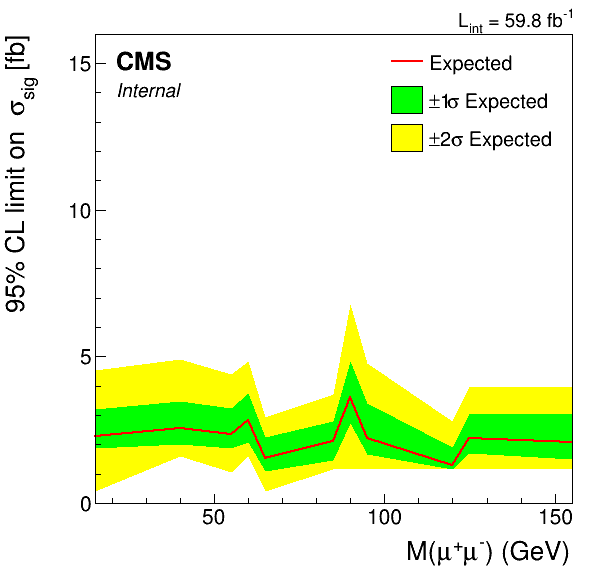 L_int = 59.8 fb⁻¹
95% CL limit on σ_sig [fb]
CMS
Internal
Expected
±1σ Expected
±2σ Expected
15
10
5
0
50
100
150
M(μ⁺μ⁻) (GeV)